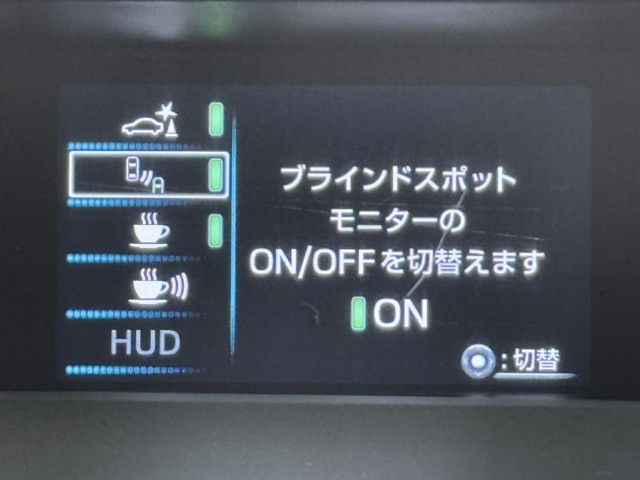 ブラインドスポット
モニターの
ON/OFFを切替えます
ON
HUD
:切替